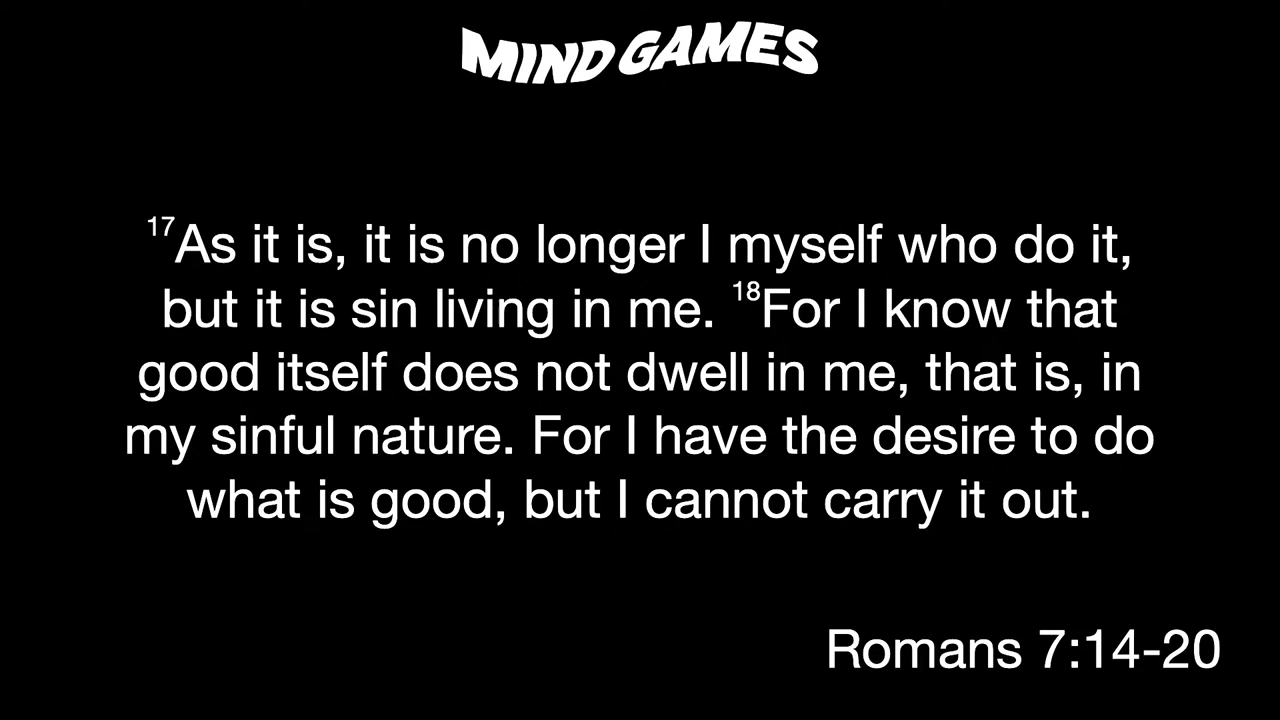 MIND GAMES
17As it is, it is no longer I myself who do it,
but it is sin living in me. 18For I know that
good itself does not dwell in me, that is, in
my sinful nature. For I have the desire to do
what is good, but I cannot carry it out.
Romans 7:14-20